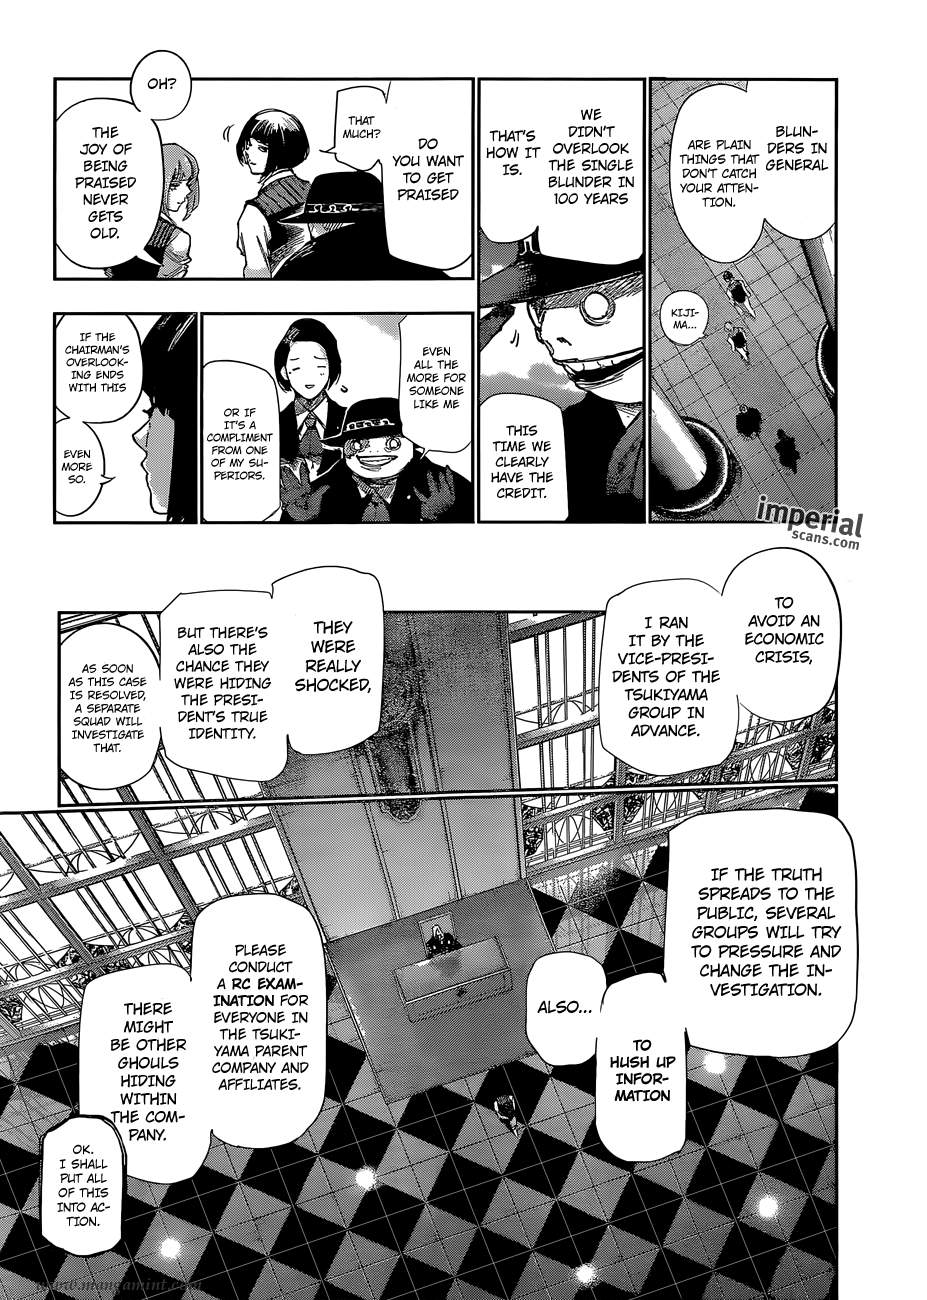 BLUN-
DERS IN
GENERAL
ARE PLAIN
THINGS THAT
DON'T CATCH
YOUR ATTEN-
TION.
KIJI-
MA...
WE
DIDN'T
OVERLOOK
THE SINGLE
BLUNDER IN
100 YEARS
THAT'S
HOW IT
IS.
THIS
TIME WE
CLEARLY
HAVE THE
CREDIT.
DO
YOU WANT
TO GET
PRAISED
THAT
MUCH?
OH?
THE
JOY OF
BEING
PRAISED
NEVER
GETS
OLD.
EVEN
ALL THE
MORE FOR
SOMEONE
LIKE ME
OR IF
IT'S A
COMPLIMENT
FROM ONE
OF MY SU-
PERIORS.
IF THE
CHAIRMAN'S
OVERLOOK-
ING ENDS
WITH THIS
EVEN
MORE
SO.
imperial
scans.com
TO
AVOID AN
ECONOMIC
CRISIS,
I RAN
IT BY THE
VICE-PRESI-
DENTS OF THE
TSUKIYAMA
GROUP IN
ADVANCE.
THEY
WERE
REALLY
SHOCKED,
BUT THERE'S
ALSO THE
CHANCE THEY
WERE HIDING
THE PRESI-
DENT'S TRUE
IDENTITY.
AS SOON
AS THIS CASE
IS RESOLVED,
A SEPARATE
SQUAD WILL
INVESTIGATE
THAT.
IF THE TRUTH
SPREADS TO THE
PUBLIC, SEVERAL
GROUPS WILL TRY
TO PRESSURE AND
CHANGE THE IN-
VESTIGATION.
TO
HUSH UP
INFOR-
MATION
ALSO...
PLEASE
CONDUCT
A RC EXAM-
INATION FOR
EVERYONE IN
THE TSUKI-
YAMA PARENT
COMPANY AND
AFFILIATES.
THERE
MIGHT
BE OTHER
GHOULS
HIDING
WITHIN
THE COM-
PANY.
OK.
I SHALL
PUT ALL
OF THIS
INTO AC-
TION.
www.mangamint.com